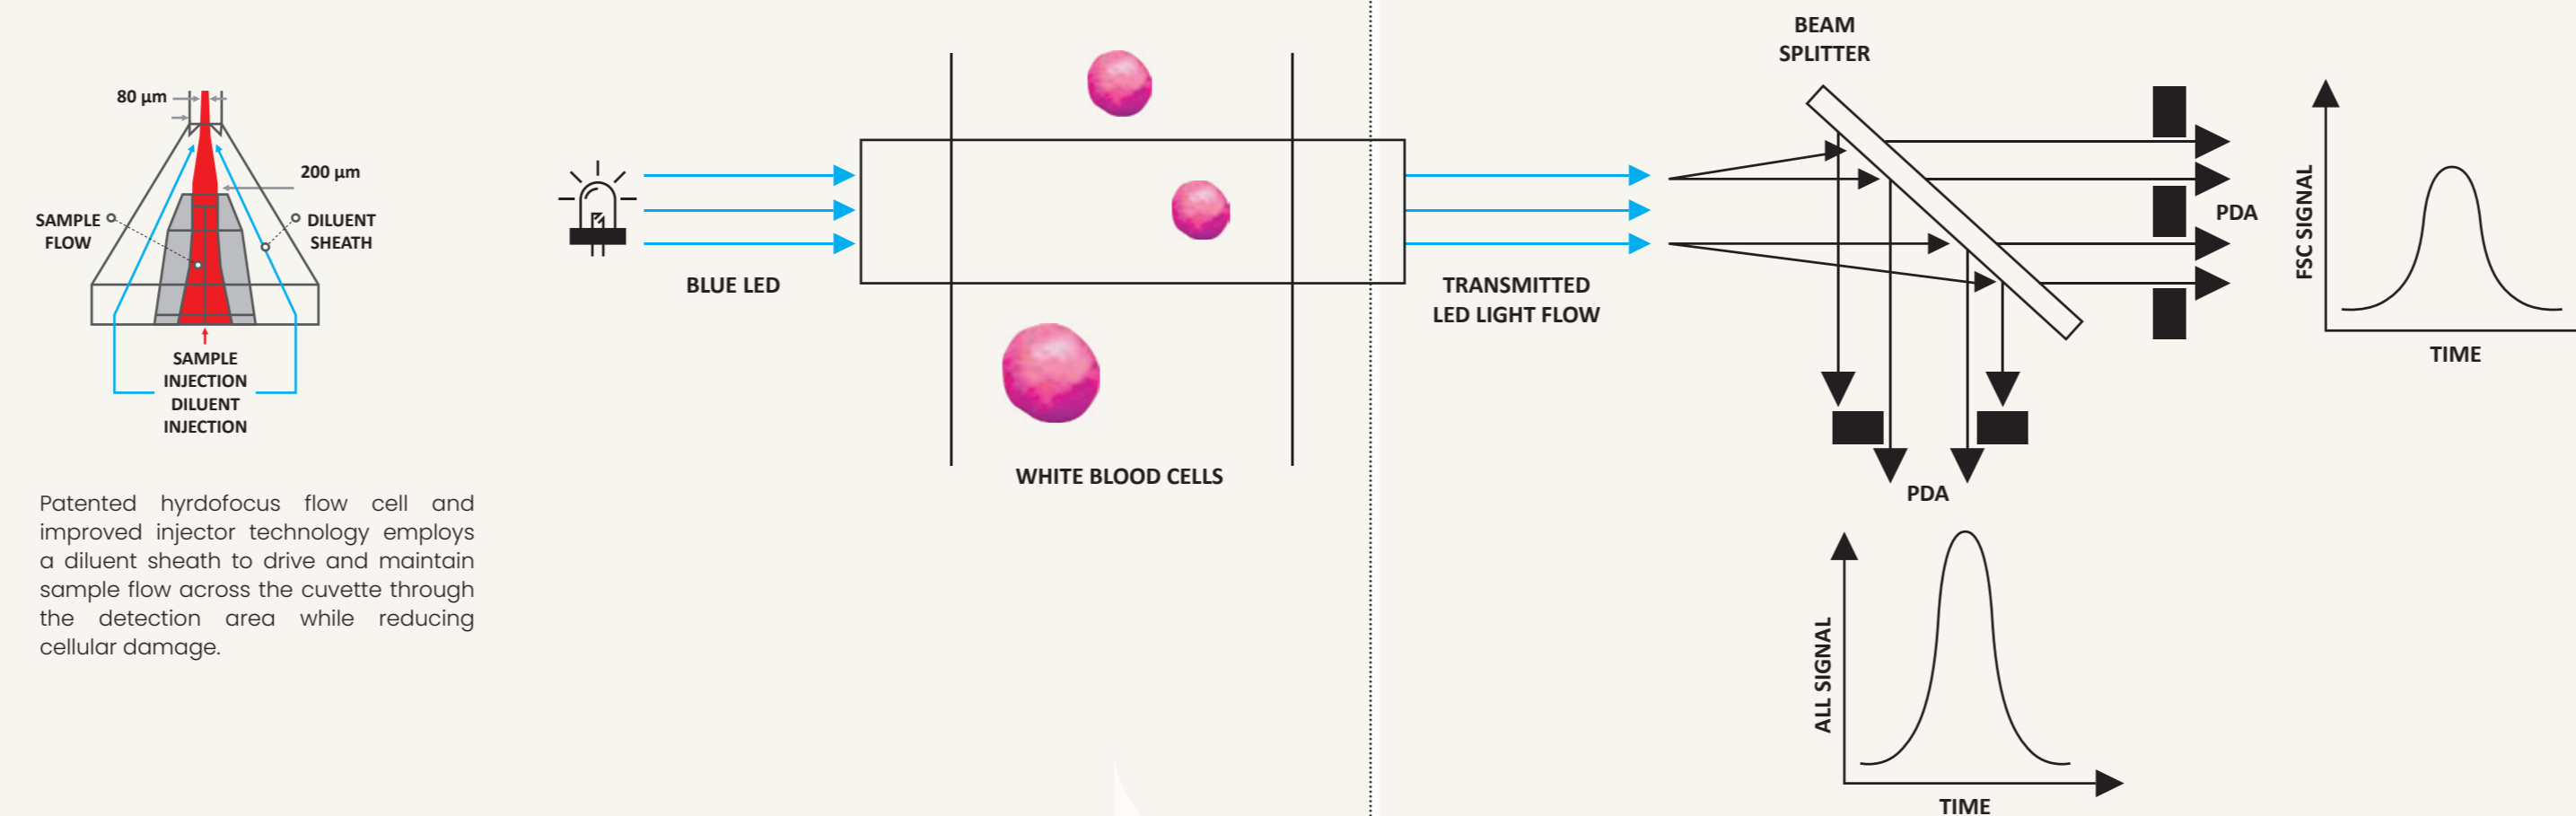 80 µm
200 µm
SAMPLE
FLOW
DILUENT
SHEATH
SAMPLE
INJECTION
DILUENT
INJECTION
Patented hyrdofocus flow cell and
improved injector technology employs
a diluent sheath to drive and maintain
sample flow across the cuvette through
the detection area while reducing
cellular damage.
BLUE LED
WHITE BLOOD CELLS
TRANSMITTED
LED LIGHT FLOW
BEAM
SPLITTER
PDA
FSC SIGNAL
TIME
PDA
ALL SIGNAL
TIME